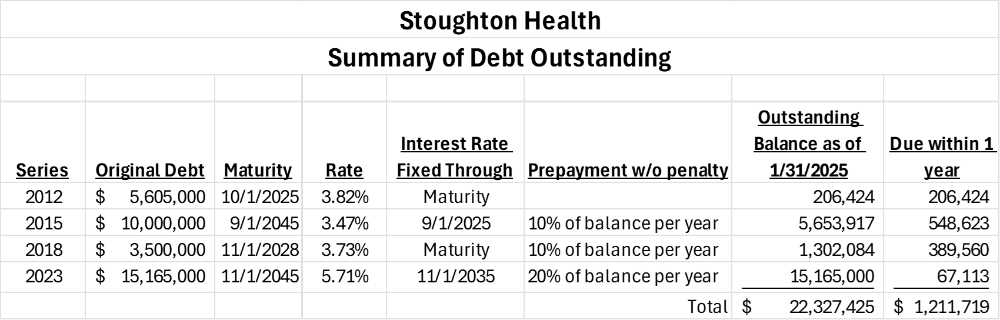 Stoughton Health
Summary of Debt Outstanding
Series Original Debt Maturity Rate Interest Rate Fixed Through Prepayment w/o penalty Outstanding Balance as of 1/31/2025 Due within 1 year
2012 $ 5,605,000 10/1/2025 3.82% Maturity 206,424 206,424
2015 $ 10,000,000 9/1/2045 3.47% 9/1/2025 10% of balance per year 5,653,917 548,623
2018 $ 3,500,000 11/1/2028 3.73% Maturity 10% of balance per year 1,302,084 389,560
2023 $ 15,165,000 11/1/2045 5.71% 11/1/2035 20% of balance per year 15,165,000 67,113
Total $ 22,327,425 $ 1,211,719